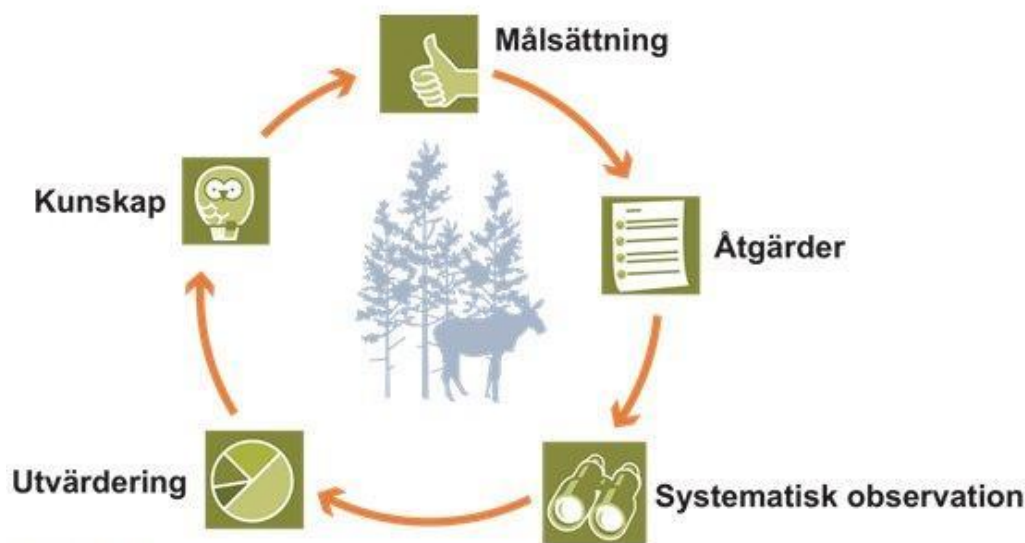 Målsättning
Åtgärder
Systematisk observation
Utvärdering
Kunskap